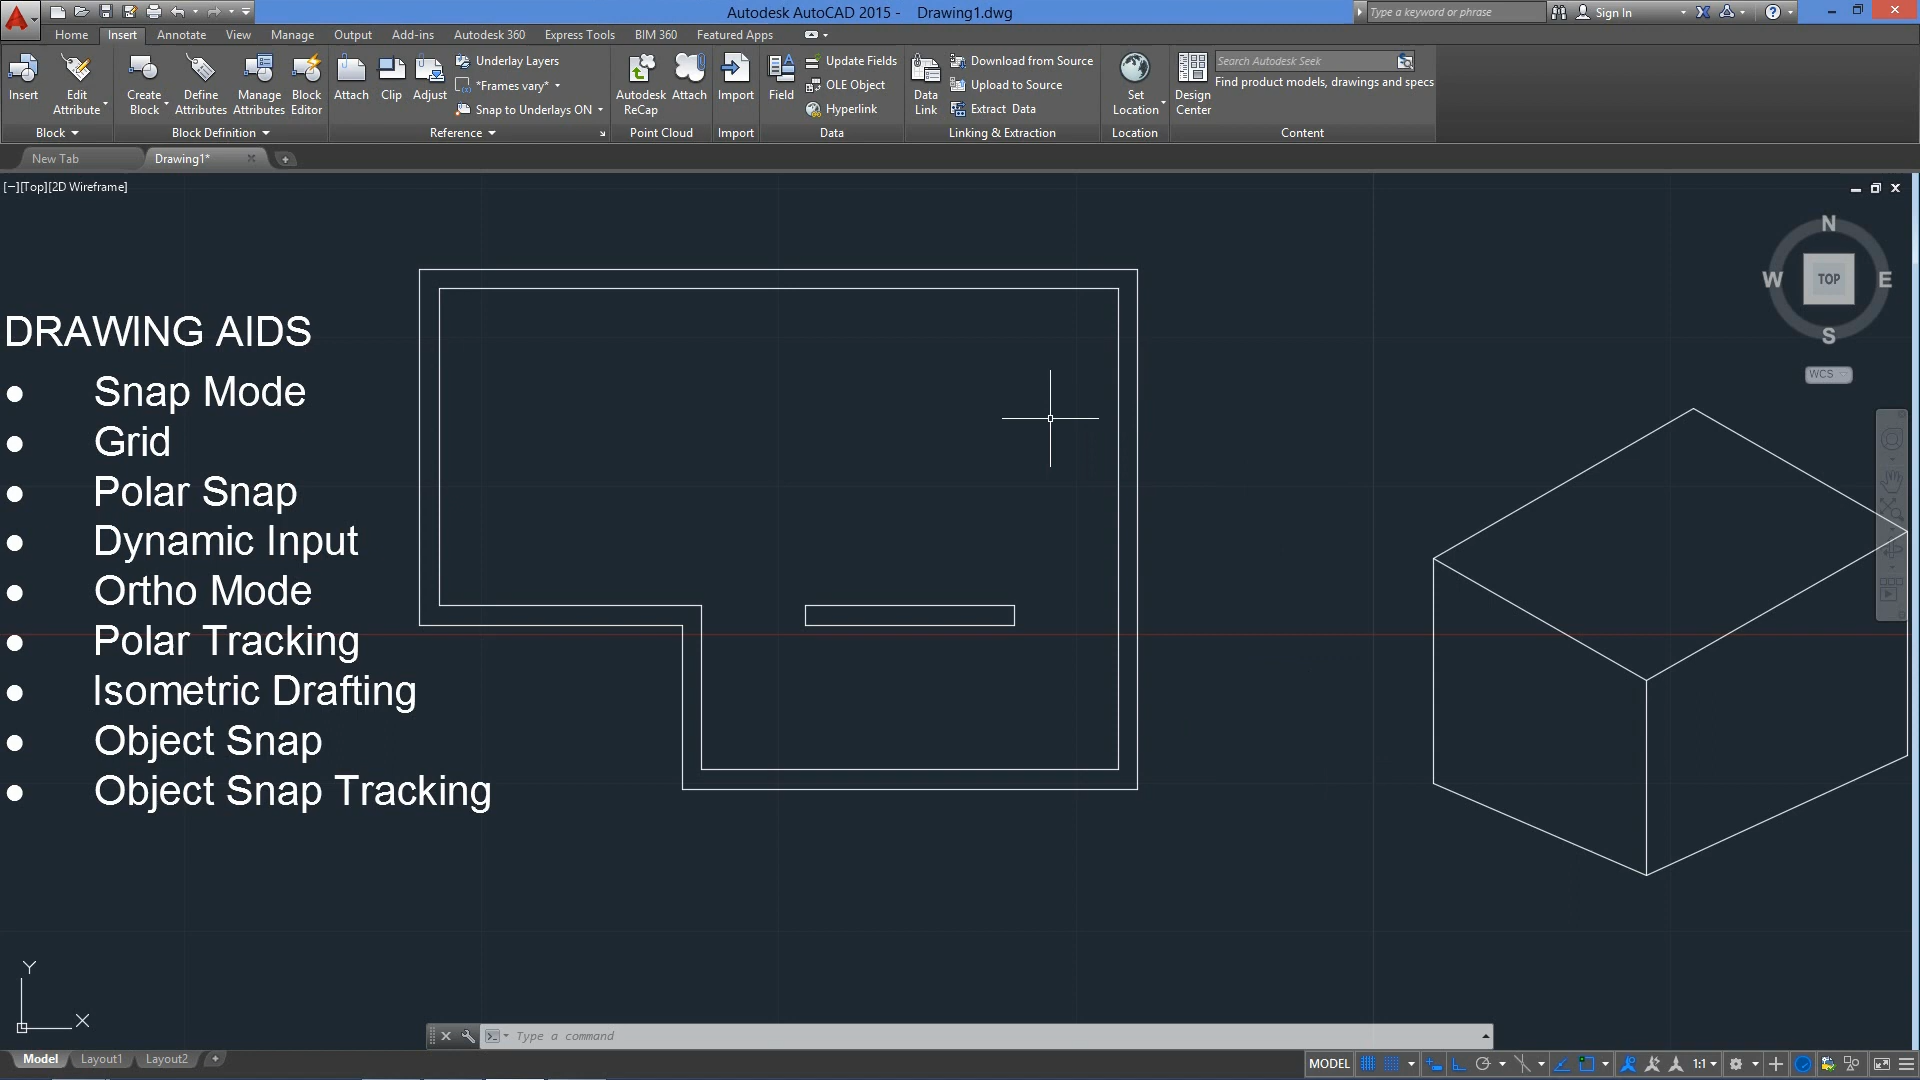 Autodesk AutoCAD 2015 - Drawing1.dwg
Type a keyword or phrase
Sign In
Home Insert Annotate View Manage Output Add-ins Autodesk 360 Express Tools BIM 360 Featured Apps
Insert
Edit Attribute
Block
Create Block
Define Attributes
Manage Attributes
Block Editor
Block Definition
Attach
Clip
Adjust
Underlay Layers
*Frames vary*
Snap to Underlays ON
Reference
Autodesk ReCap
Attach
Point Cloud
Import
Import
Field
Update Fields
OLE Object
Hyperlink
Data
Data Link
Download from Source
Upload to Source
Extract Data
Linking & Extraction
Set Location
Location
Design Center
Search Autodesk Seek
Find product models, drawings and specs
Content
New Tab
Drawing1*
[−][Top][2D Wireframe]
N
W
TOP
E
S
WCS
DRAWING AIDS
● Snap Mode
● Grid
● Polar Snap
● Dynamic Input
● Ortho Mode
● Polar Tracking
● Isometric Drafting
● Object Snap
● Object Snap Tracking
Y
X
Type a command
Model Layout1 Layout2
MODEL
1:1